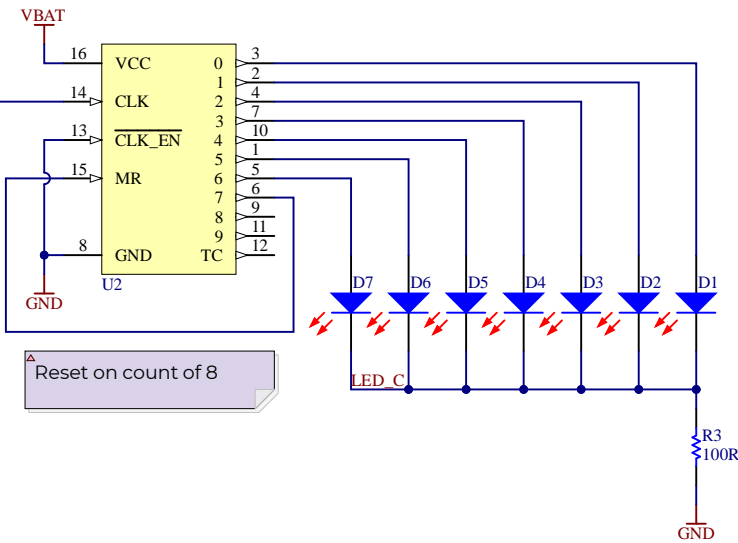 VBAT
16 VCC 0 3
1 2
14 CLK 2 4
3 7
13 CLK_EN 4 10
5 1
15 MR 6 5
7 6
8 9
9 11
8 GND TC 12
U2
GND
D7 D6 D5 D4 D3 D2 D1
Reset on count of 8
LED_C
R3
100R
GND